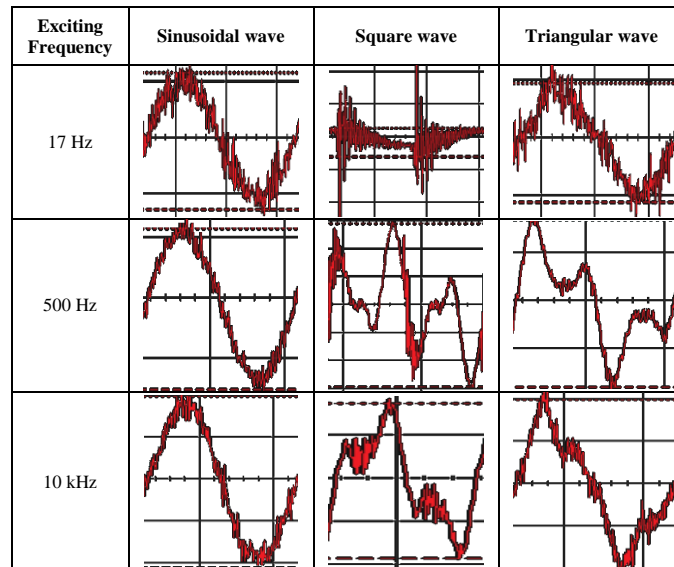 Exciting
Frequency
Sinusoidal wave
Square wave
Triangular wave
17 Hz
500 Hz
10 kHz